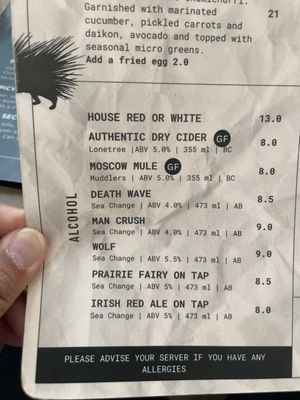 Garnished with marinated
cucumber, pickled carrots and
daikon, avocado and topped with
seasonal micro greens.
21
Add a fried egg 2.0
HOUSE RED OR WHITE 13.0
AUTHENTIC DRY CIDER GF 8.0
Lonetree |ABV 5.0% | 355 ml | BC
MOSCOW MULE GF 8.0
Muddlers | ABV 5.0% | 355 ml | BC
DEATH WAVE 8.5
Sea Change | ABV 4.0% | 473 ml | AB
MAN CRUSH 9.0
Sea Change | ABV 4.0% | 473 ml | AB
WOLF 9.0
Sea Change | ABV 5.5% | 473 ml | AB
PRAIRIE FAIRY ON TAP 8.5
Sea Change | ABV 5% | 473 ml | AB
IRISH RED ALE ON TAP 8.0
Sea Change | ABV 5% | 473 ml | AB
ALCOHOL
PLEASE ADVISE YOUR SERVER IF YOU HAVE ANY
ALLERGIES